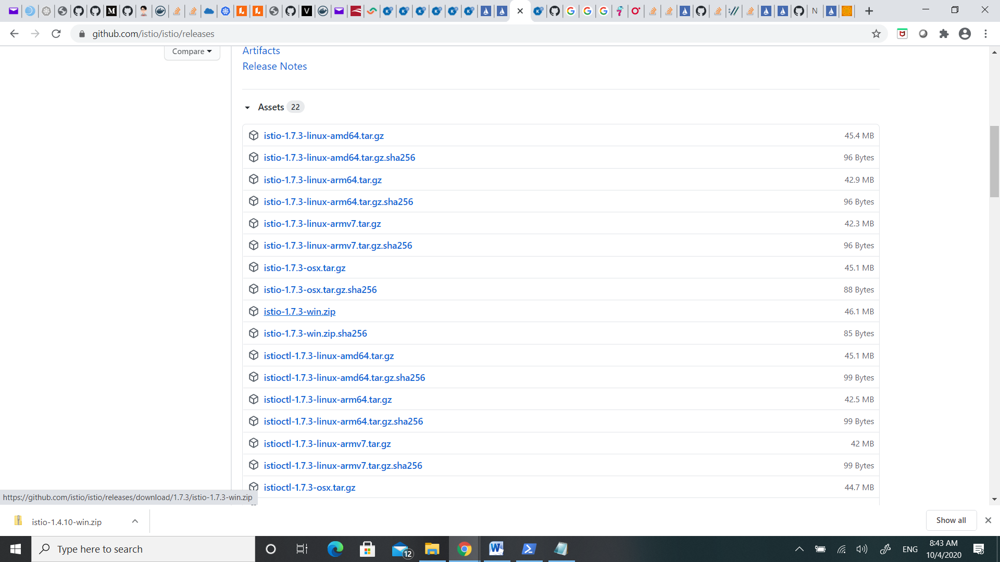 github.com/istio/istio/releases
Compare
Artifacts
Release Notes
Assets 22
istio-1.7.3-linux-amd64.tar.gz 45.4 MB
istio-1.7.3-linux-amd64.tar.gz.sha256 96 Bytes
istio-1.7.3-linux-arm64.tar.gz 42.9 MB
istio-1.7.3-linux-arm64.tar.gz.sha256 96 Bytes
istio-1.7.3-linux-armv7.tar.gz 42.3 MB
istio-1.7.3-linux-armv7.tar.gz.sha256 96 Bytes
istio-1.7.3-osx.tar.gz 45.1 MB
istio-1.7.3-osx.tar.gz.sha256 88 Bytes
istio-1.7.3-win.zip 46.1 MB
istio-1.7.3-win.zip.sha256 85 Bytes
istioctl-1.7.3-linux-amd64.tar.gz 45.1 MB
istioctl-1.7.3-linux-amd64.tar.gz.sha256 99 Bytes
istioctl-1.7.3-linux-arm64.tar.gz 42.5 MB
istioctl-1.7.3-linux-arm64.tar.gz.sha256 99 Bytes
istioctl-1.7.3-linux-armv7.tar.gz 42 MB
istioctl-1.7.3-linux-armv7.tar.gz.sha256 99 Bytes
istioctl-1.7.3-osx.tar.gz 44.7 MB
https://github.com/istio/istio/releases/download/1.7.3/istio-1.7.3-win.zip
istio-1.4.10-win.zip
Show all
Type here to search
12
ENG
8:43 AM
10/4/2020